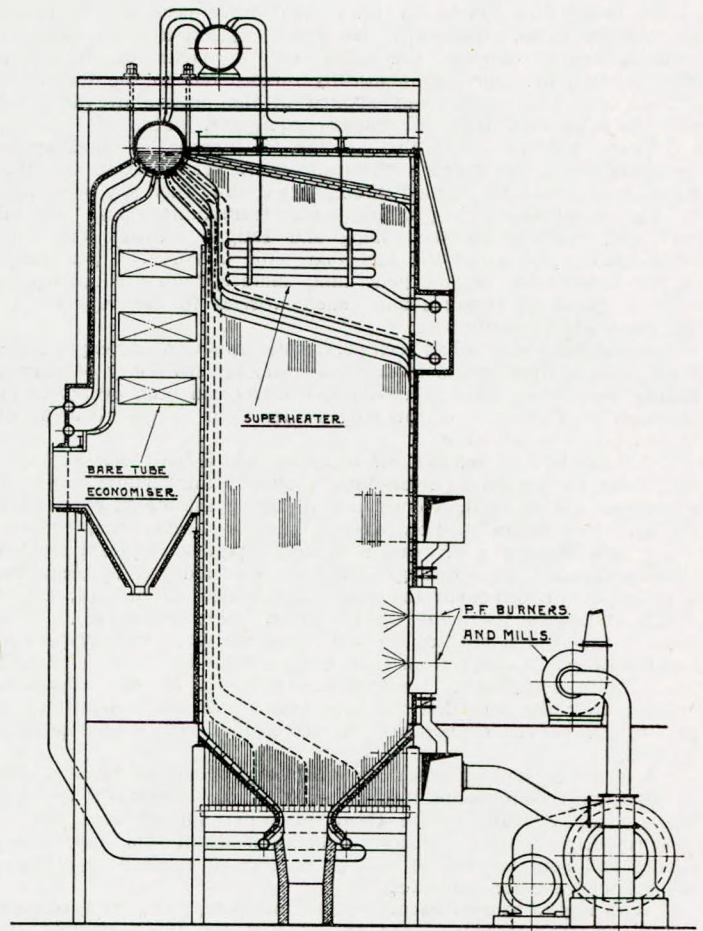 SUPERHEATER.
BARE TUBE
ECONOMISER.
P.F. BURNERS.
AND MILLS.